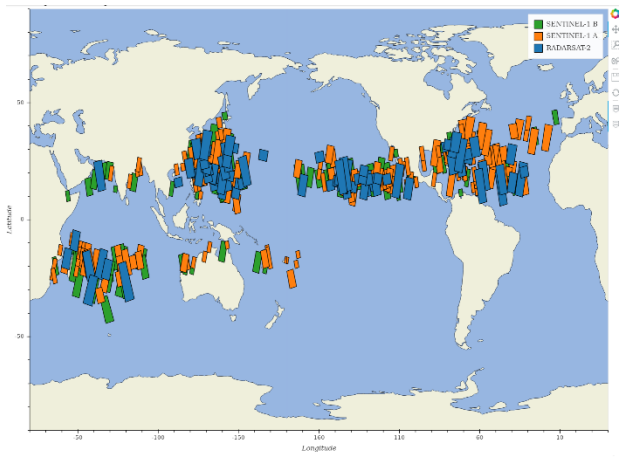 SENTINEL-1 B
SENTINEL-1 A
RADARSAT-2
50
0
-50
Latitude
50
100
150
160
110
60
10
Longitude